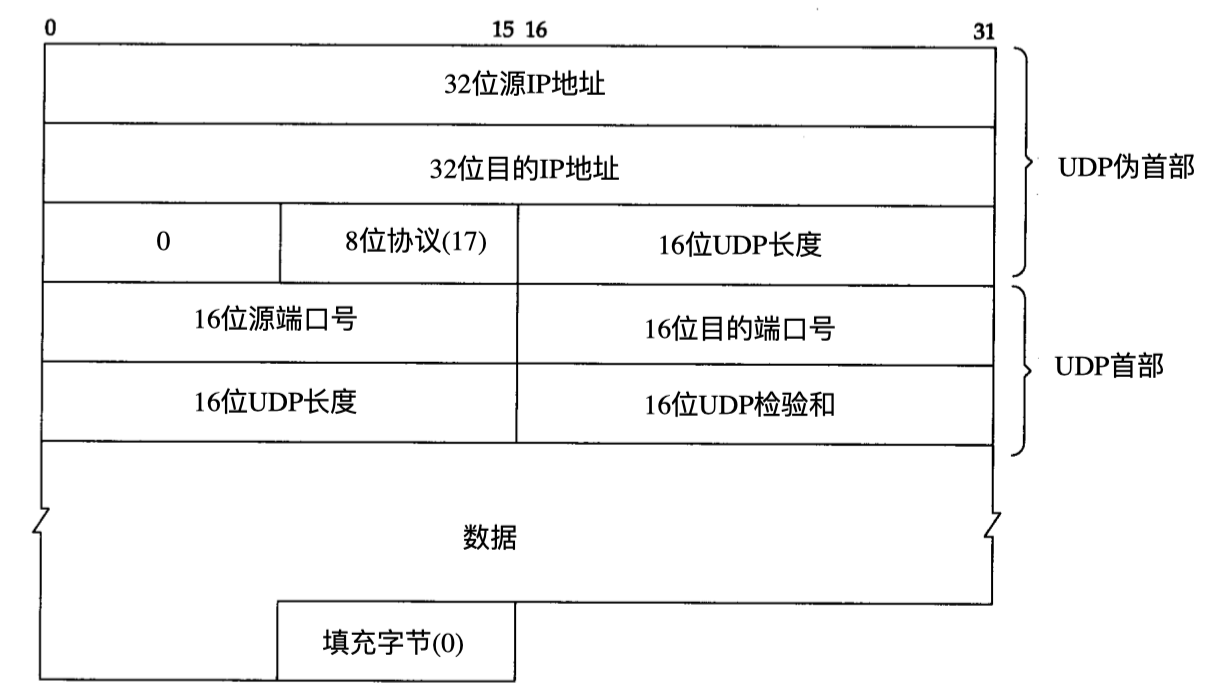 0 15 16 31
32位源IP地址
32位目的IP地址
UDP伪首部
0 8位协议(17) 16位UDP长度
16位源端口号 16位目的端口号
UDP首部
16位UDP长度 16位UDP检验和
数据
填充字节(0)